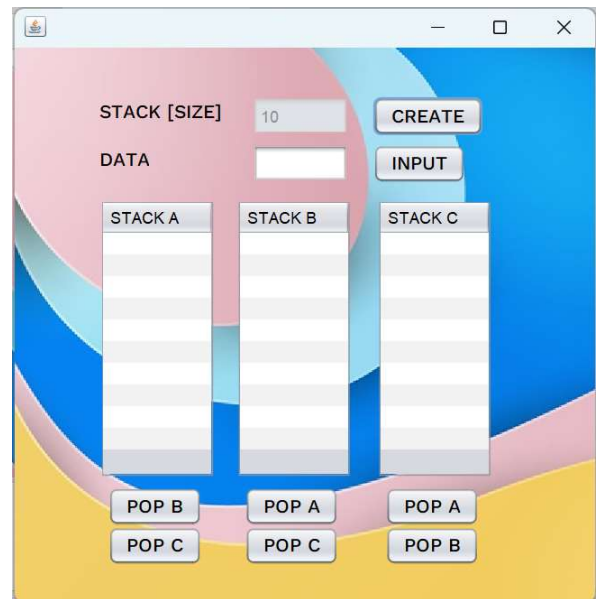 STACK [SIZE] 10 CREATE
DATA INPUT
STACK A STACK B STACK C
POP B POP A POP A
POP C POP C POP B